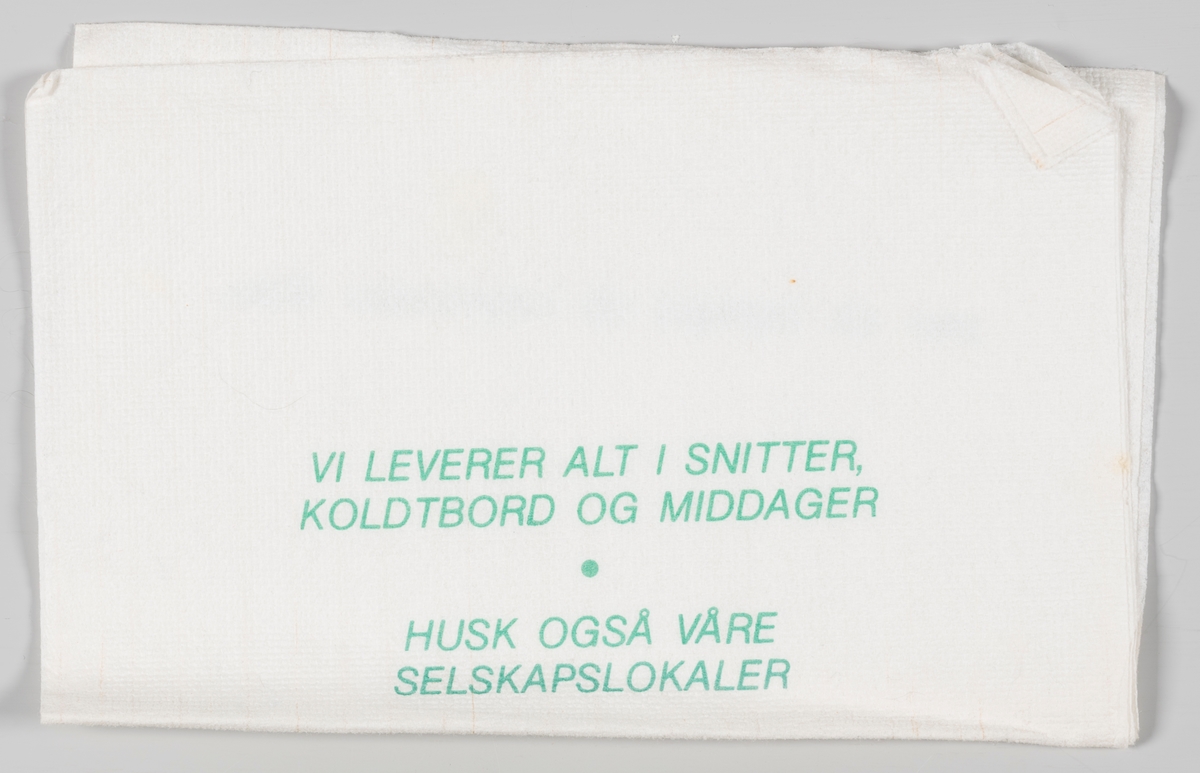 VI LEVERER ALT I SNITTER,
KOLDTBORD OG MIDDAGER
•
HUSK OGSÅ VÅRE
SELSKAPSLOKALER